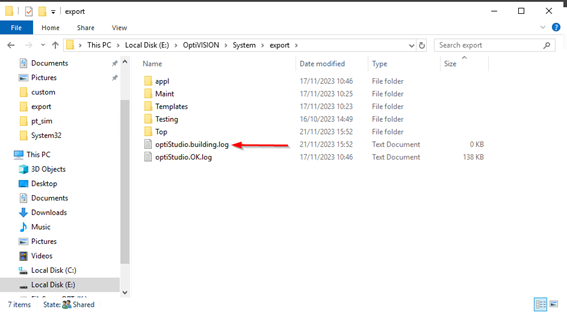 export
File Home Share View
This PC Local Disk (E:) OptiVISION System export Search export
Name Date modified Type Size
Documents
Pictures
custom
export
pt_sim
System32
This PC
3D Objects
Desktop
Documents
Downloads
Music
Pictures
Videos
Local Disk (C:)
Local Disk (E:)
appl 17/11/2023 10:46 File folder
Maint 17/11/2023 10:25 File folder
Templates 17/11/2023 10:23 File folder
Testing 16/10/2023 14:49 File folder
Top 21/11/2023 15:52 File folder
optiStudio.building.log 21/11/2023 15:52 Text Document 0 KB
optiStudio.OK.log 17/11/2023 10:46 Text Document 138 KB
7 items State: Shared